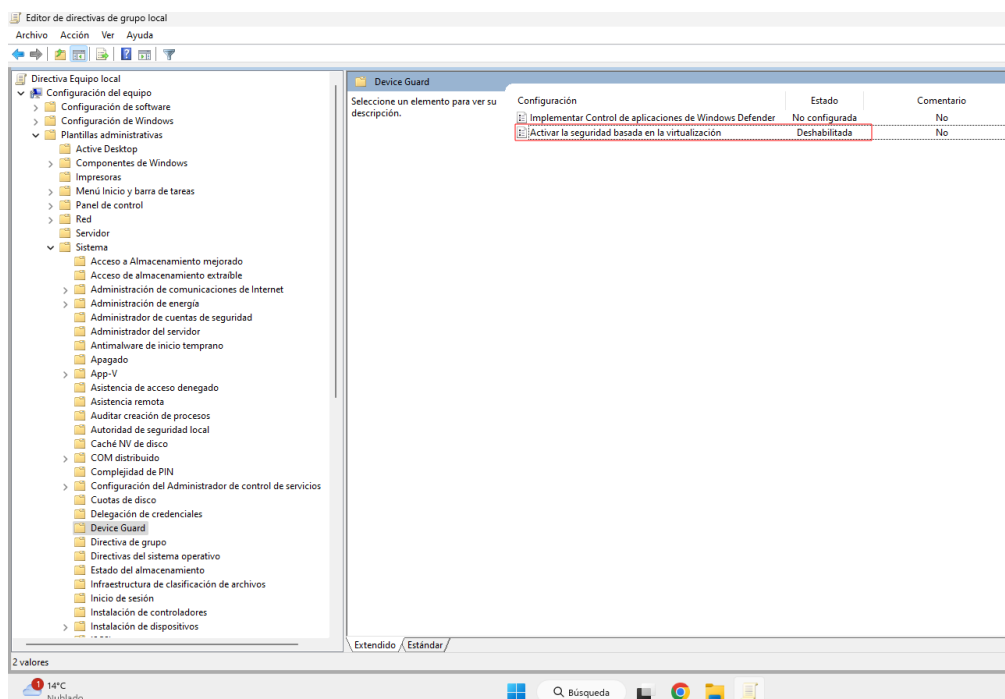 Editor de directivas de grupo local
Archivo Acción Ver Ayuda
Directiva Equipo local
Configuración del equipo
Configuración de software
Configuración de Windows
Plantillas administrativas
Active Desktop
Componentes de Windows
Impresoras
Menú Inicio y barra de tareas
Panel de control
Red
Servidor
Sistema
Acceso a Almacenamiento mejorado
Acceso de almacenamiento extraíble
Administración de comunicaciones de Internet
Administración de energía
Administrador de cuentas de seguridad
Administrador del servidor
Antimalware de inicio temprano
Apagado
App-V
Asistencia de acceso denegado
Asistencia remota
Auditar creación de procesos
Autoridad de seguridad local
Caché NV de disco
COM distribuido
Complejidad de PIN
Configuración del Administrador de control de servicios
Cuotas de disco
Delegación de credenciales
Device Guard
Directiva de grupo
Directivas del sistema operativo
Estado del almacenamiento
Infraestructura de clasificación de archivos
Inicio de sesión
Instalación de controladores
Instalación de dispositivos
Device Guard
Seleccione un elemento para ver su
descripción.
Configuración Estado Comentario
Implementar Control de aplicaciones de Windows Defender No configurada No
Activar la seguridad basada en la virtualización Deshabilitada No
Extendido Estándar
2 valores
1 14°C
Nublado
Búsqueda